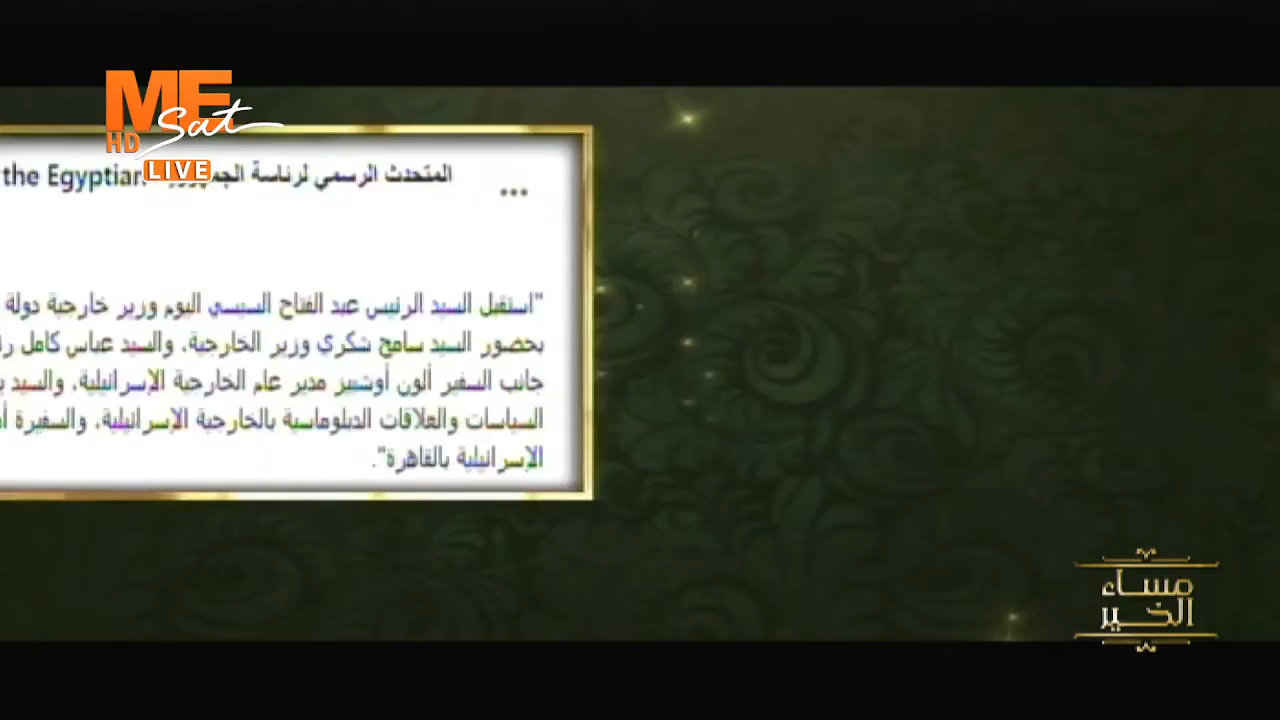 ME
Sat
HD
LIVE
the Egyptian المتحدث الرسمي لرئاسة
...
"استقبل السيد الرئيس عبد الفتاح السيسي اليوم وزير خارجية دولة
بحضور السيد سامح شكري وزير الخارجية، والسيد عباس كامل
جانب السفير ألون أوشبيز مدير عام الخارجية الإسرائيلية، والسيد
السياسات والعلاقات الدبلوماسية بالخارجية الإسرائيلية، والسفيرة
الإسرائيلية بالقاهرة".
مساء
الخير